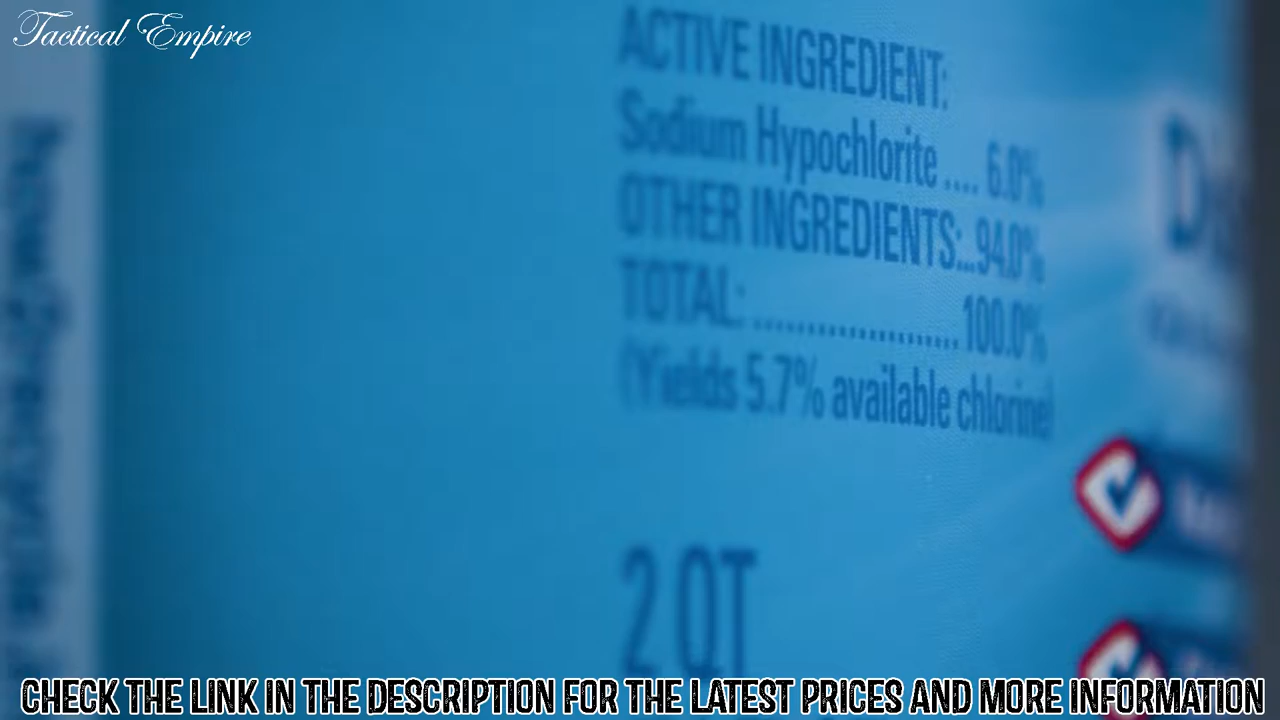 Tactical Empire
ACTIVE INGREDIENT:
Sodium Hypochlorite .... 6.0%
OTHER INGREDIENTS:...94.0%
TOTAL: ......................100.0%
(Yields 5.7% available chlorine)
2 QT
CHECK THE LINK IN THE DESCRIPTION FOR THE LATEST PRICES AND MORE INFORMATION